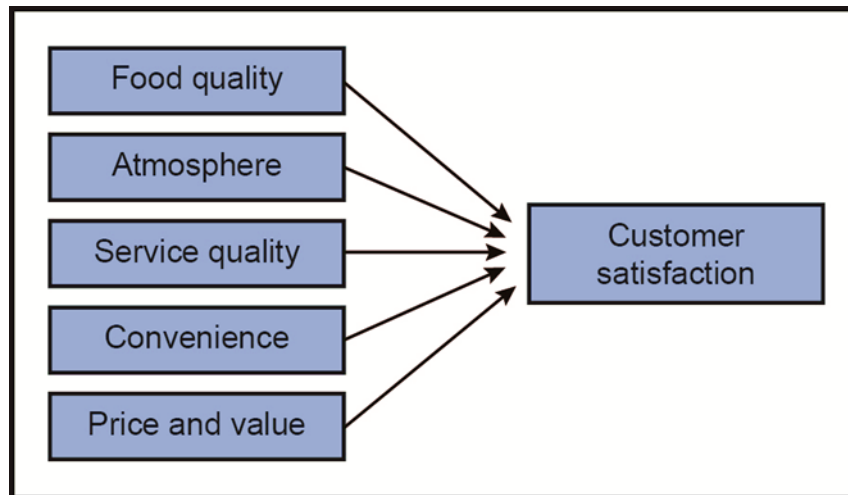 Food quality
Atmosphere
Service quality
Convenience
Price and value
Customer
satisfaction